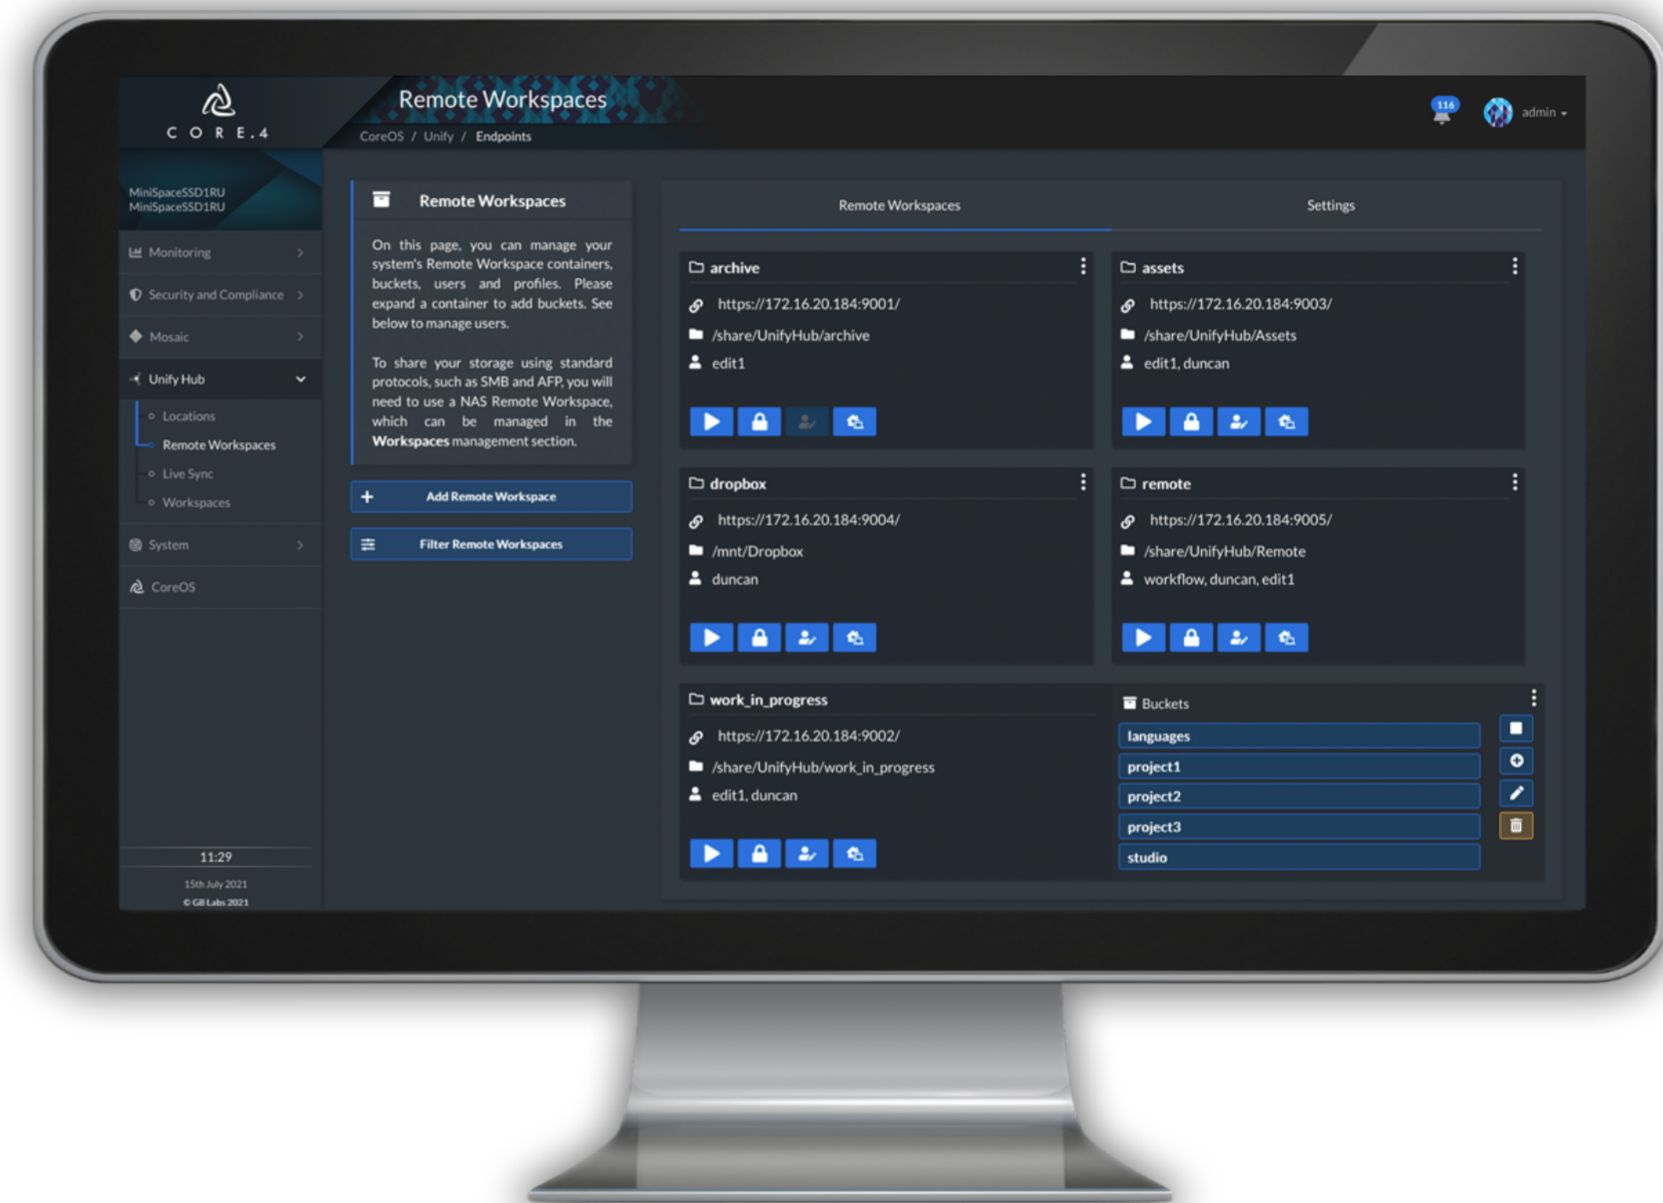 CORE.4
Remote Workspaces
CoreOS / Unify / Endpoints
116
admin
MiniSpaceSSD1RU
MiniSpaceSSD1RU
Monitoring
Security and Compliance
Mosaic
Unify Hub
Locations
Remote Workspaces
Live Sync
Workspaces
System
CoreOS
11:29
15th July 2021
© GB Labs 2021
Remote Workspaces
On this page, you can manage your
system's Remote Workspace containers,
buckets, users and profiles. Please
expand a container to add buckets. See
below to manage users.
To share your storage using standard
protocols, such as SMB and AFP, you will
need to use a NAS Remote Workspace,
which can be managed in the
Workspaces management section.
Add Remote Workspace
Filter Remote Workspaces
Remote Workspaces
Settings
archive
https://172.16.20.184:9001/
/share/UnifyHub/archive
edit1
assets
https://172.16.20.184:9003/
/share/UnifyHub/Assets
edit1, duncan
dropbox
https://172.16.20.184:9004/
/mnt/Dropbox
duncan
remote
https://172.16.20.184:9005/
/share/UnifyHub/Remote
workflow, duncan, edit1
work_in_progress
https://172.16.20.184:9002/
/share/UnifyHub/work_in_progress
edit1, duncan
Buckets
languages
project1
project2
project3
studio